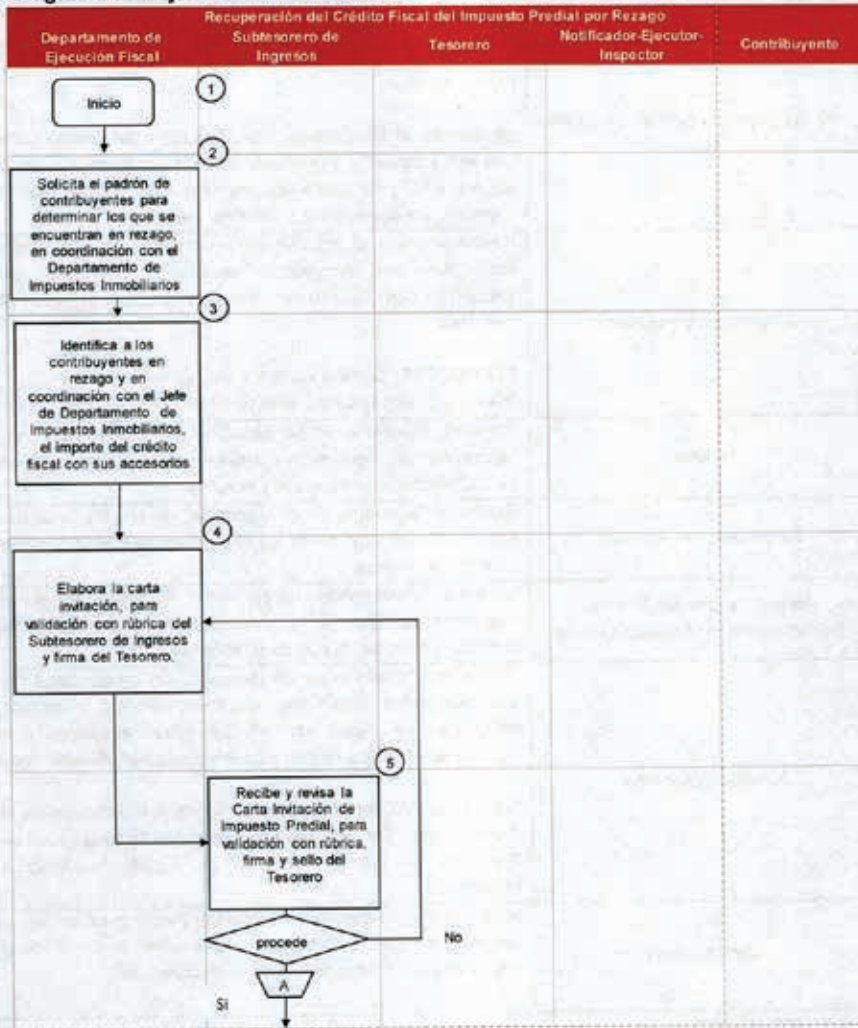 Recuperación del Crédito Fiscal del Impuesto Predial por Rezago
Departamento de
Ejecución Fiscal
Subtesorero de
Ingresos
Tesorero
Notificador-Ejecutor-
Inspector
Contribuyente
1
Inicio
2
Solicita el padrón de
contribuyentes para
determinar los que se
encuentran en rezago,
en coordinación con el
Departamento de
Impuestos Inmobiliarios
3
Identifica a los
contribuyentes en
rezago y en
coordinación con el Jefe
de Departamento de
Impuestos Inmobiliarios,
el importe del crédito
fiscal con sus accesorios
4
Elabora la carta
invitación, para
validación con rúbrica del
Subtesorero de Ingresos
y firma del Tesorero.
5
Recibe y revisa la
Carta Invitación de
Impuesto Predial, para
validación con rúbrica,
firma y sello del
Tesorero
procede
No
A
Si